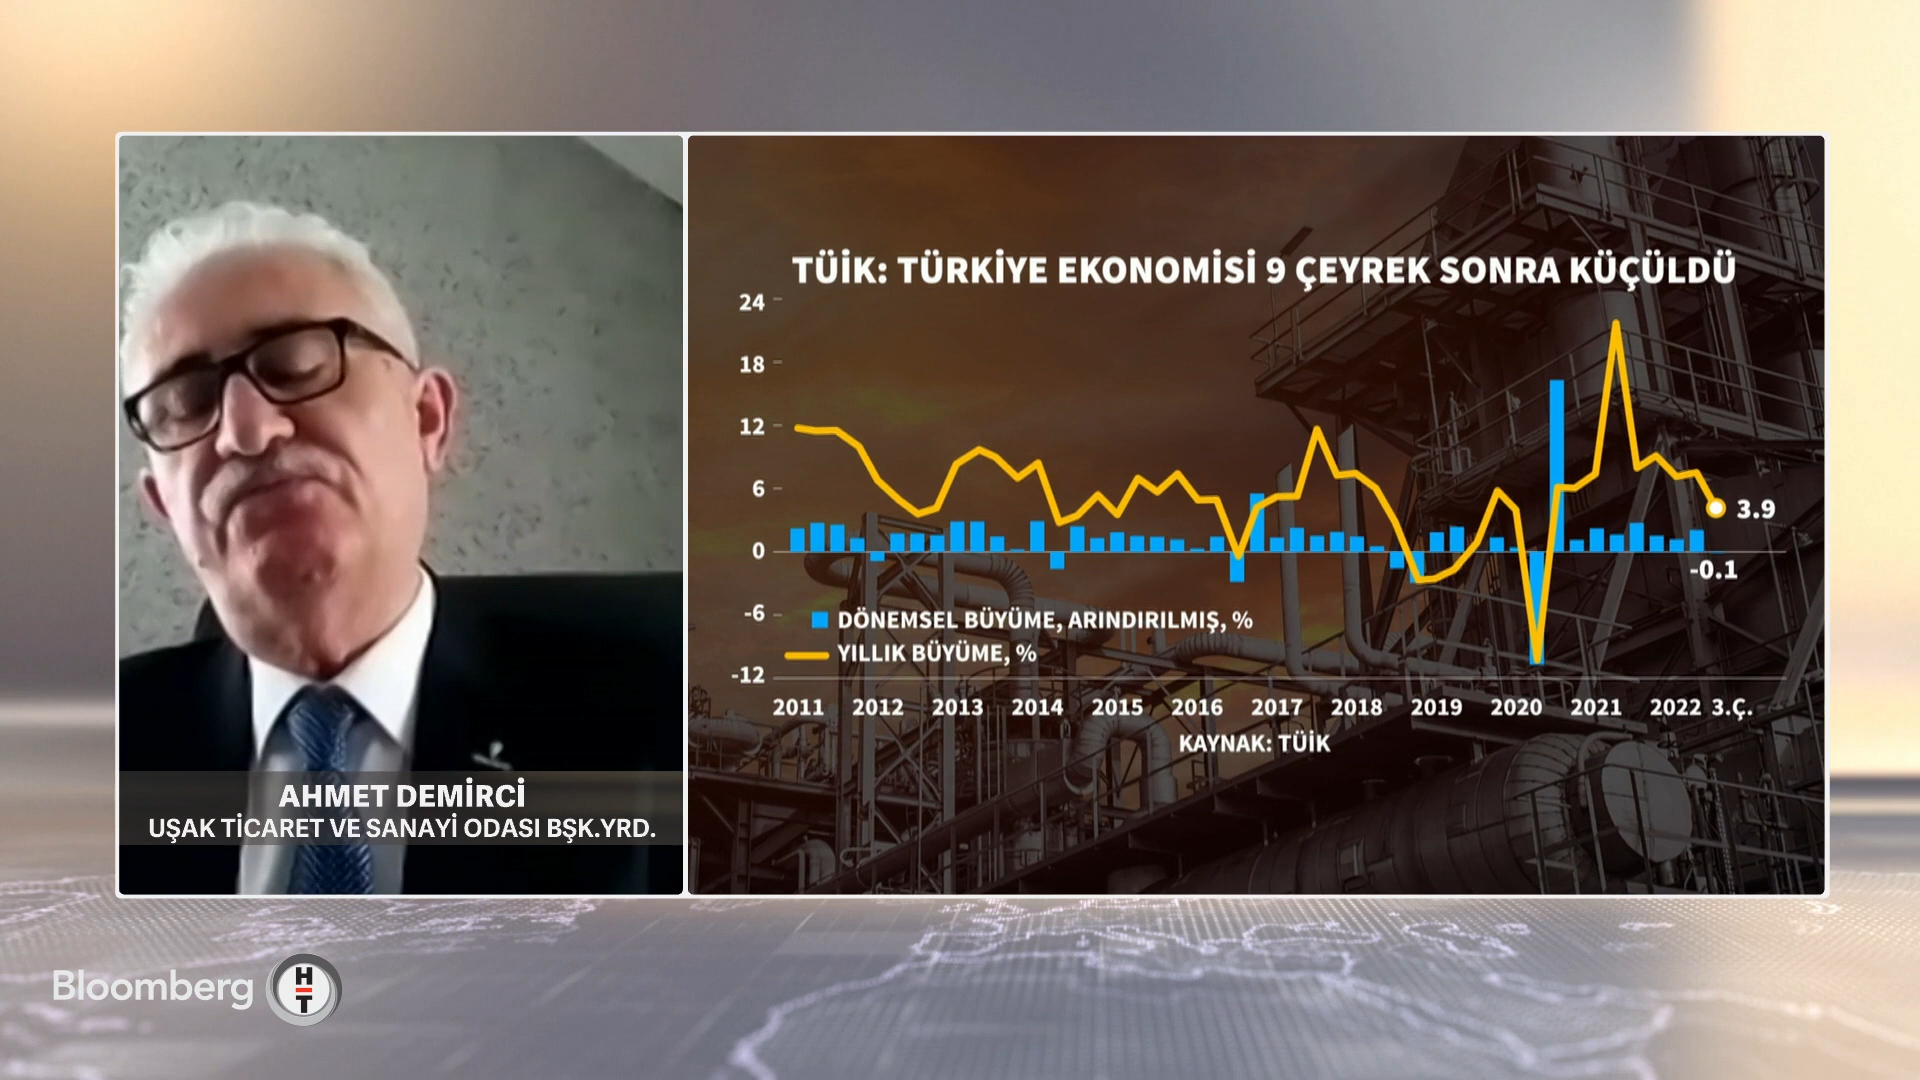 TÜİK: TÜRKİYE EKONOMİSİ 9 ÇEYREK SONRA KÜÇÜLDÜ
24
18
12
6
0
-6
-12
3.9
-0.1
DÖNEMSEL BÜYÜME, ARINDIRILMIŞ, %
YILLIK BÜYÜME, %
2011 2012 2013 2014 2015 2016 2017 2018 2019 2020 2021 2022 3.Ç.
KAYNAK: TÜİK
AHMET DEMİRCİ
UŞAK TİCARET VE SANAYİ ODASI BŞK.YRD.
Bloomberg HT